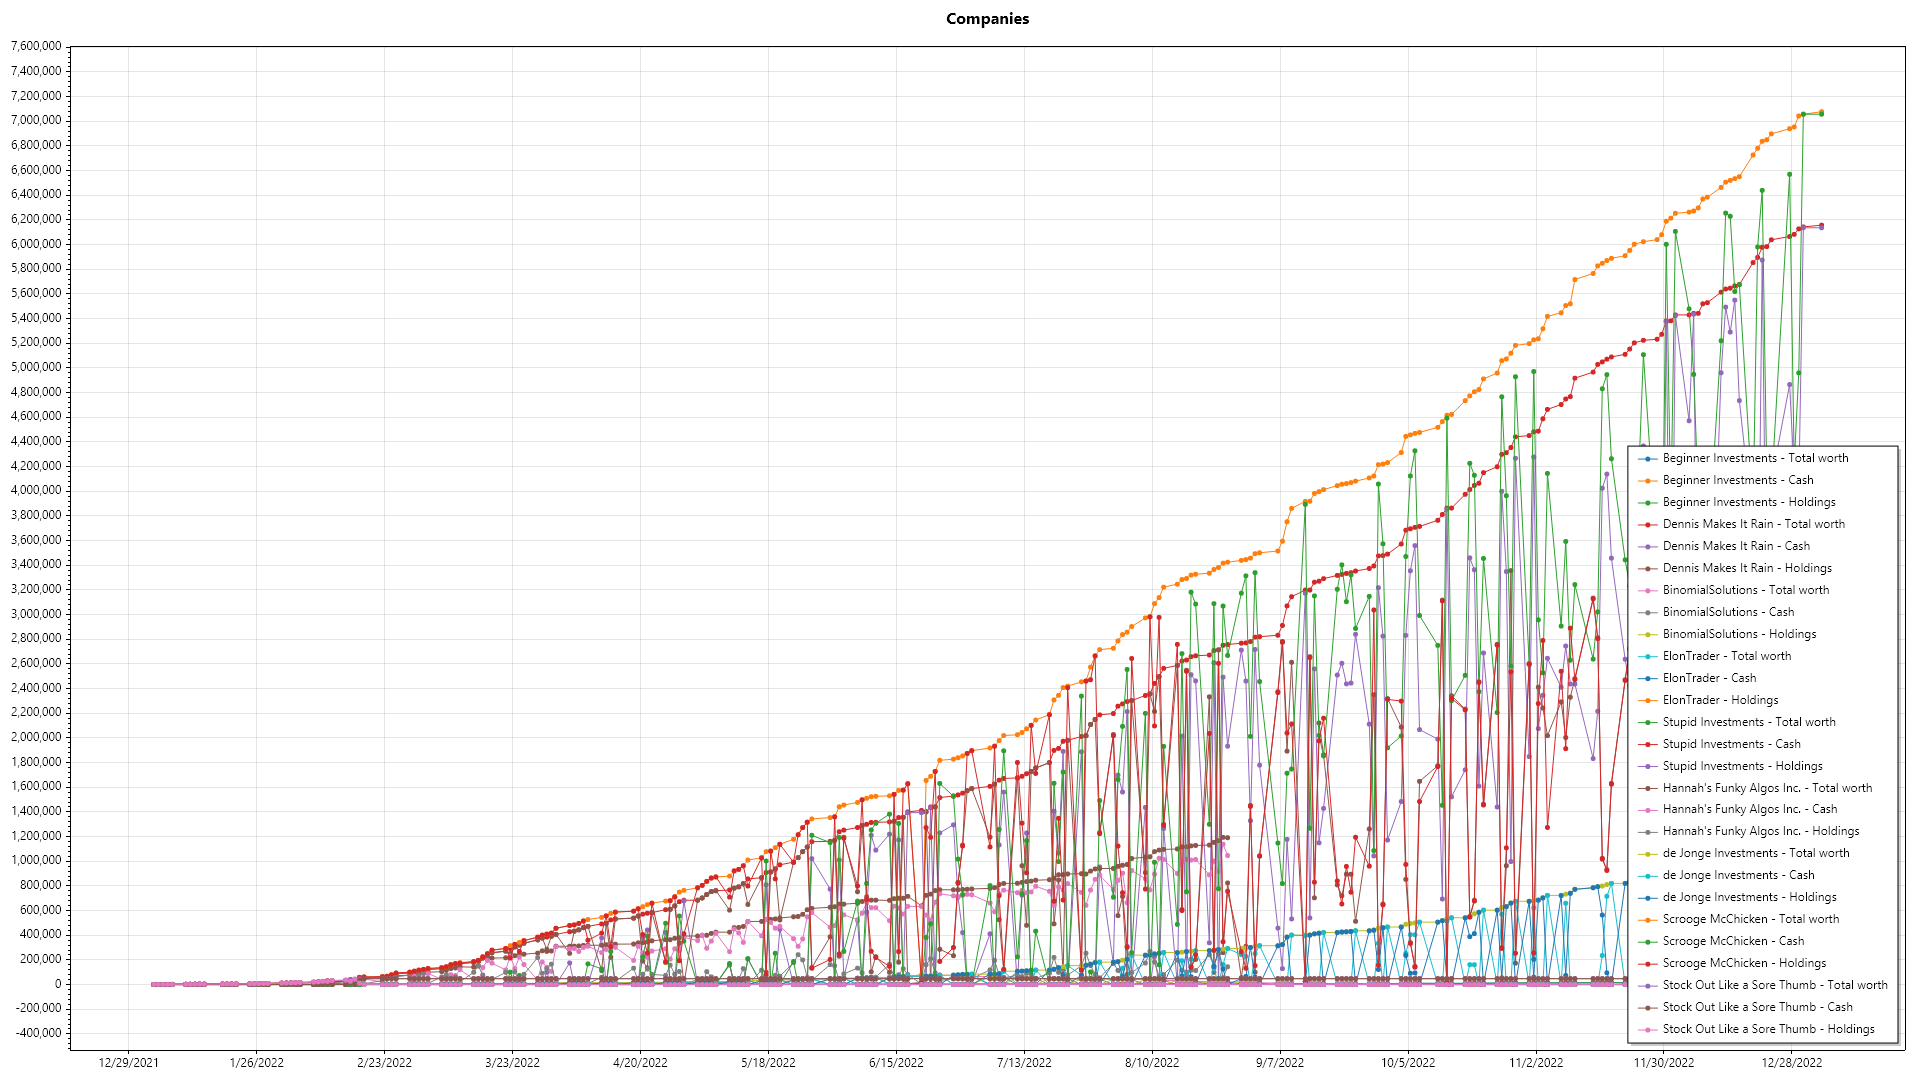 Companies
7,600,000
7,400,000
7,200,000
7,000,000
6,800,000
6,600,000
6,400,000
6,200,000
6,000,000
5,800,000
5,600,000
5,400,000
5,200,000
5,000,000
4,800,000
4,600,000
4,400,000
4,200,000
4,000,000
3,800,000
3,600,000
3,400,000
3,200,000
3,000,000
2,800,000
2,600,000
2,400,000
2,200,000
2,000,000
1,800,000
1,600,000
1,400,000
1,200,000
1,000,000
800,000
600,000
400,000
200,000
0
-200,000
-400,000
Beginner Investments - Total worth
Beginner Investments - Cash
Beginner Investments - Holdings
Dennis Makes It Rain - Total worth
Dennis Makes It Rain - Cash
Dennis Makes It Rain - Holdings
BinomialSolutions - Total worth
BinomialSolutions - Cash
BinomialSolutions - Holdings
ElonTrader - Total worth
ElonTrader - Cash
ElonTrader - Holdings
Stupid Investments - Total worth
Stupid Investments - Cash
Stupid Investments - Holdings
Hannah's Funky Algos Inc. - Total worth
Hannah's Funky Algos Inc. - Cash
Hannah's Funky Algos Inc. - Holdings
de Jonge Investments - Total worth
de Jonge Investments - Cash
de Jonge Investments - Holdings
Scrooge McChicken - Total worth
Scrooge McChicken - Cash
Scrooge McChicken - Holdings
Stock Out Like a Sore Thumb - Total worth
Stock Out Like a Sore Thumb - Cash
Stock Out Like a Sore Thumb - Holdings
12/29/2021 1/26/2022 2/23/2022 3/23/2022 4/20/2022 5/18/2022 6/15/2022 7/13/2022 8/10/2022 9/7/2022 10/5/2022 11/2/2022 11/30/2022 12/28/2022